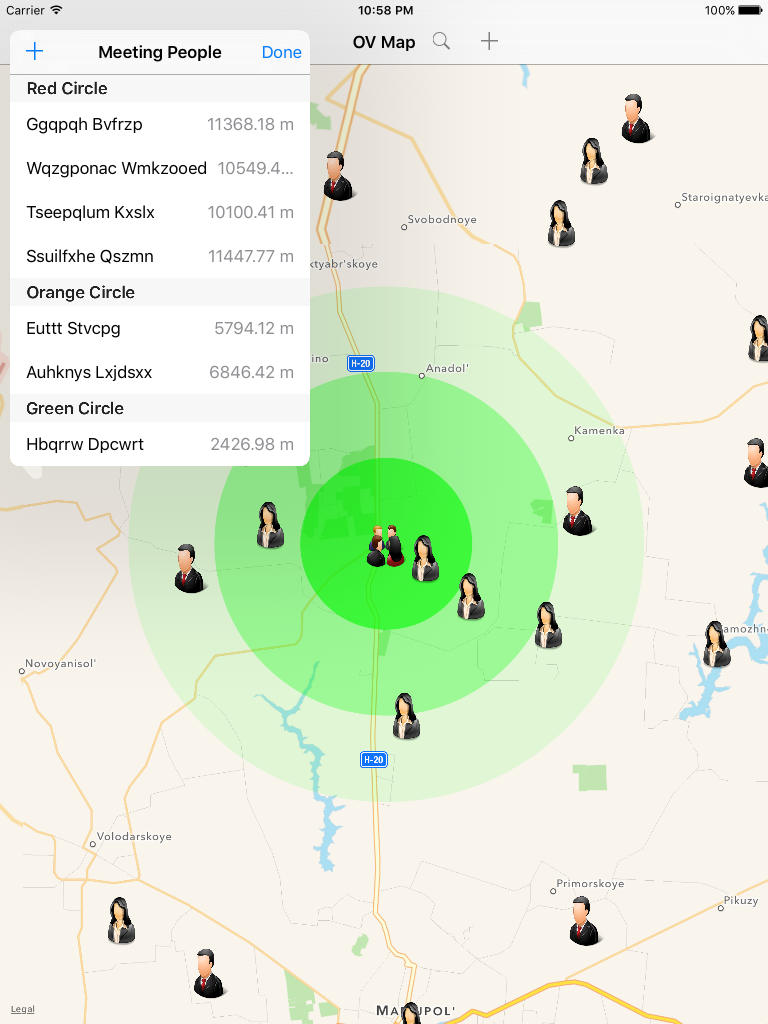 Carrier 10:58 PM 100%
Meeting People Done
OV Map
Red Circle
Ggqpqh Bvfrzp 11368.18 m
Wqzgponac Wmkzooed 10549.4...
Tseepqlum Kxslx 10100.41 m
Ssuilfxhe Qszmn 11447.77 m
Orange Circle
Euttt Stvcpg 5794.12 m
Auhknys Lxjdsxx 6846.42 m
Green Circle
Hbqrrw Dpcwrt 2426.98 m
Staroignatyevka
Svobodnoye
ktyabr'skoye
ino
H-20
Anadol'
Kamenka
amozhn
Novoyanisol'
H-20
Volodarskoye
Primorskoye
Pikuzy
Legal